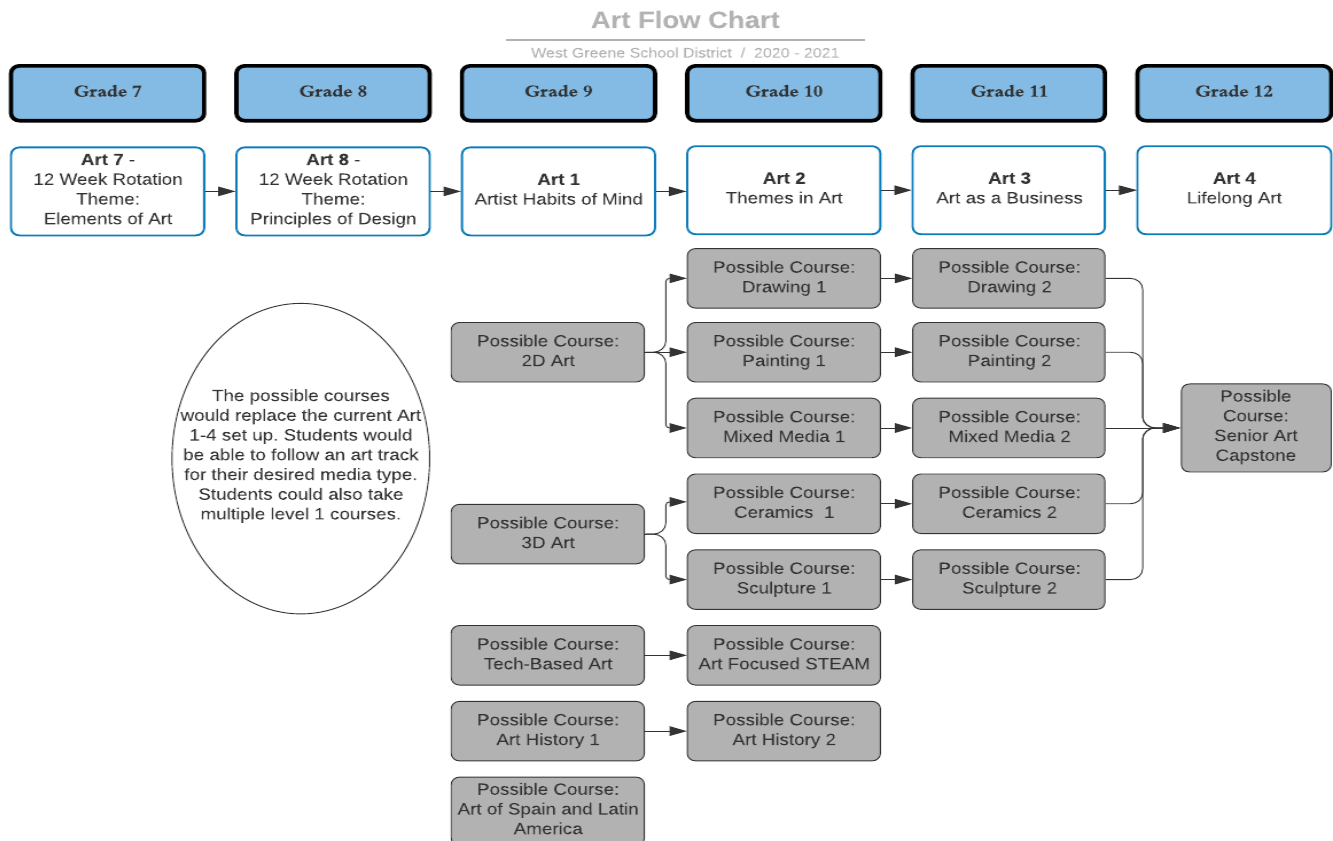 Art Flow Chart
West Greene School District / 2020 - 2021
Grade 7
Grade 8
Grade 9
Grade 10
Grade 11
Grade 12
Art 7 -
12 Week Rotation
Theme:
Elements of Art
Art 8 -
12 Week Rotation
Theme:
Principles of Design
Art 1
Artist Habits of Mind
Art 2
Themes in Art
Art 3
Art as a Business
Art 4
Lifelong Art
Possible Course:
Drawing 1
Possible Course:
Drawing 2
Possible Course:
2D Art
Possible Course:
Painting 1
Possible Course:
Painting 2
The possible courses
would replace the current Art
1-4 set up. Students would
be able to follow an art track
for their desired media type.
Students could also take
multiple level 1 courses.
Possible Course:
Mixed Media 1
Possible Course:
Mixed Media 2
Possible
Course:
Senior Art
Capstone
Possible Course:
3D Art
Possible Course:
Ceramics  1
Possible Course:
Ceramics 2
Possible Course:
Sculpture 1
Possible Course:
Sculpture 2
Possible Course:
Tech-Based Art
Possible Course:
Art Focused STEAM
Possible Course:
Art History 1
Possible Course:
Art History 2
Possible Course:
Art of Spain and Latin
America